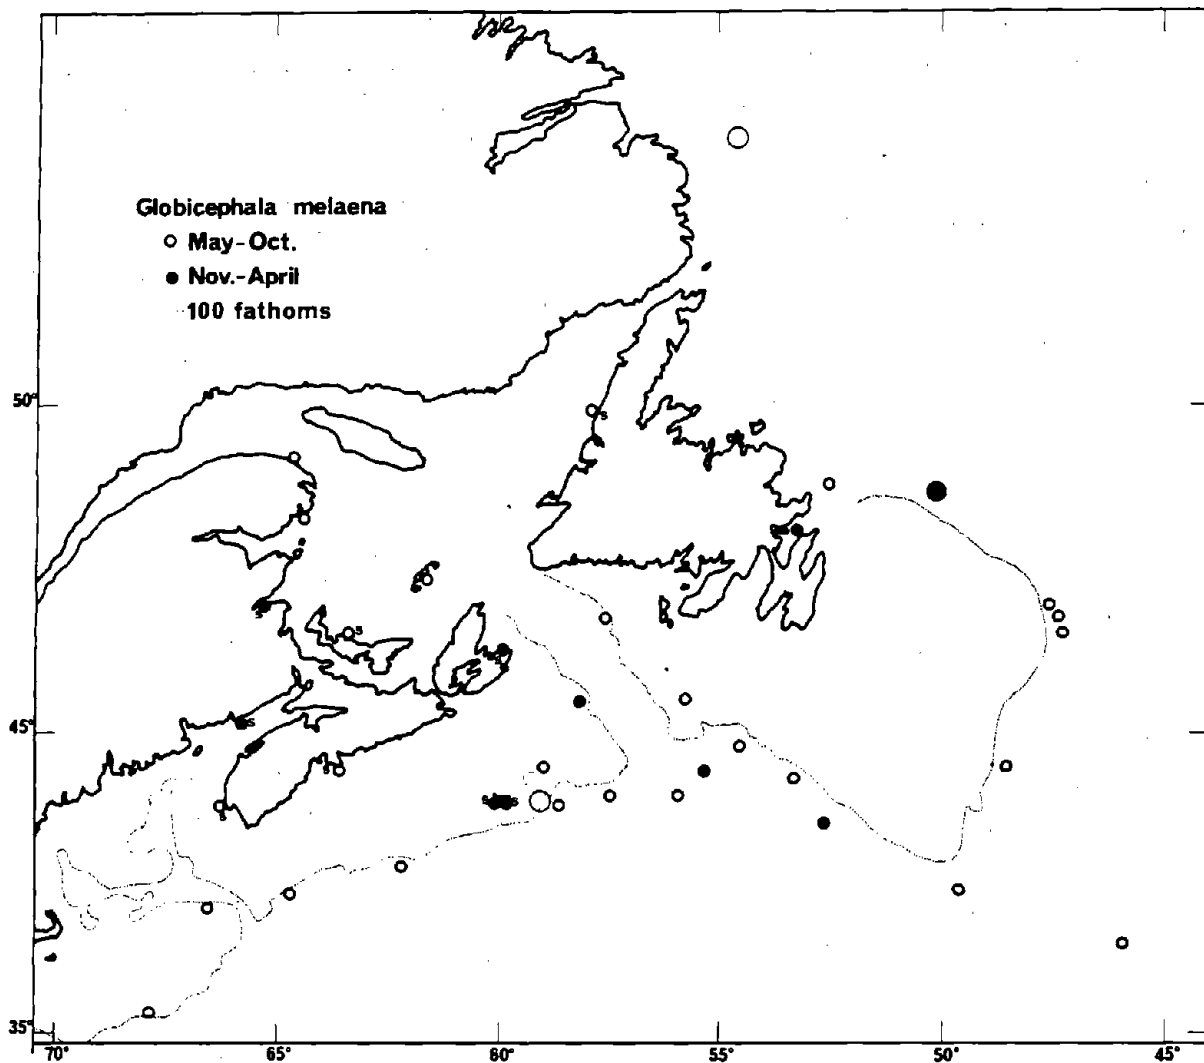 Globicephala melaena
○ May-Oct.
● Nov.-April
100 fathoms
50°
S
S
S
S
45°
S
S S
S
35°
70° 65° 60° 55° 50° 45°